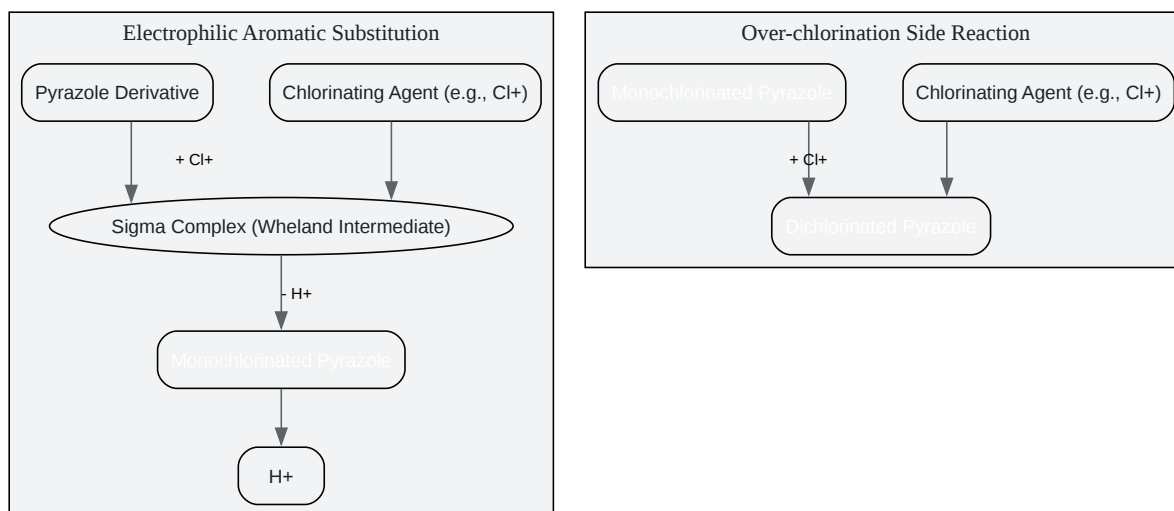 Electrophilic Aromatic Substitution
Pyrazole Derivative
Chlorinating Agent (e.g., Cl+)
+ Cl+
Sigma Complex (Wheland Intermediate)
- H+
Monochlorinated Pyrazole
H+
Over-chlorination Side Reaction
Monochlorinated Pyrazole
Chlorinating Agent (e.g., Cl+)
+ Cl+
Dichlorinated Pyrazole